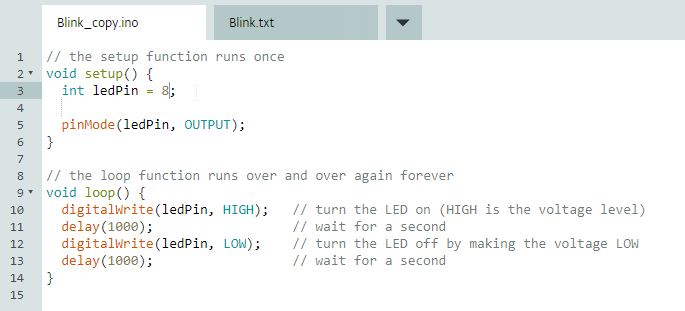 Blink_copy.ino Blink.txt
1 // the setup function runs once
2 void setup() {
3   int ledPin = 8;
4
5   pinMode(ledPin, OUTPUT);
6 }
7
8 // the loop function runs over and over again forever
9 void loop() {
10   digitalWrite(ledPin, HIGH);   // turn the LED on (HIGH is the voltage level)
11   delay(1000);                  // wait for a second
12   digitalWrite(ledPin, LOW);    // turn the LED off by making the voltage LOW
13   delay(1000);                  // wait for a second
14 }
15